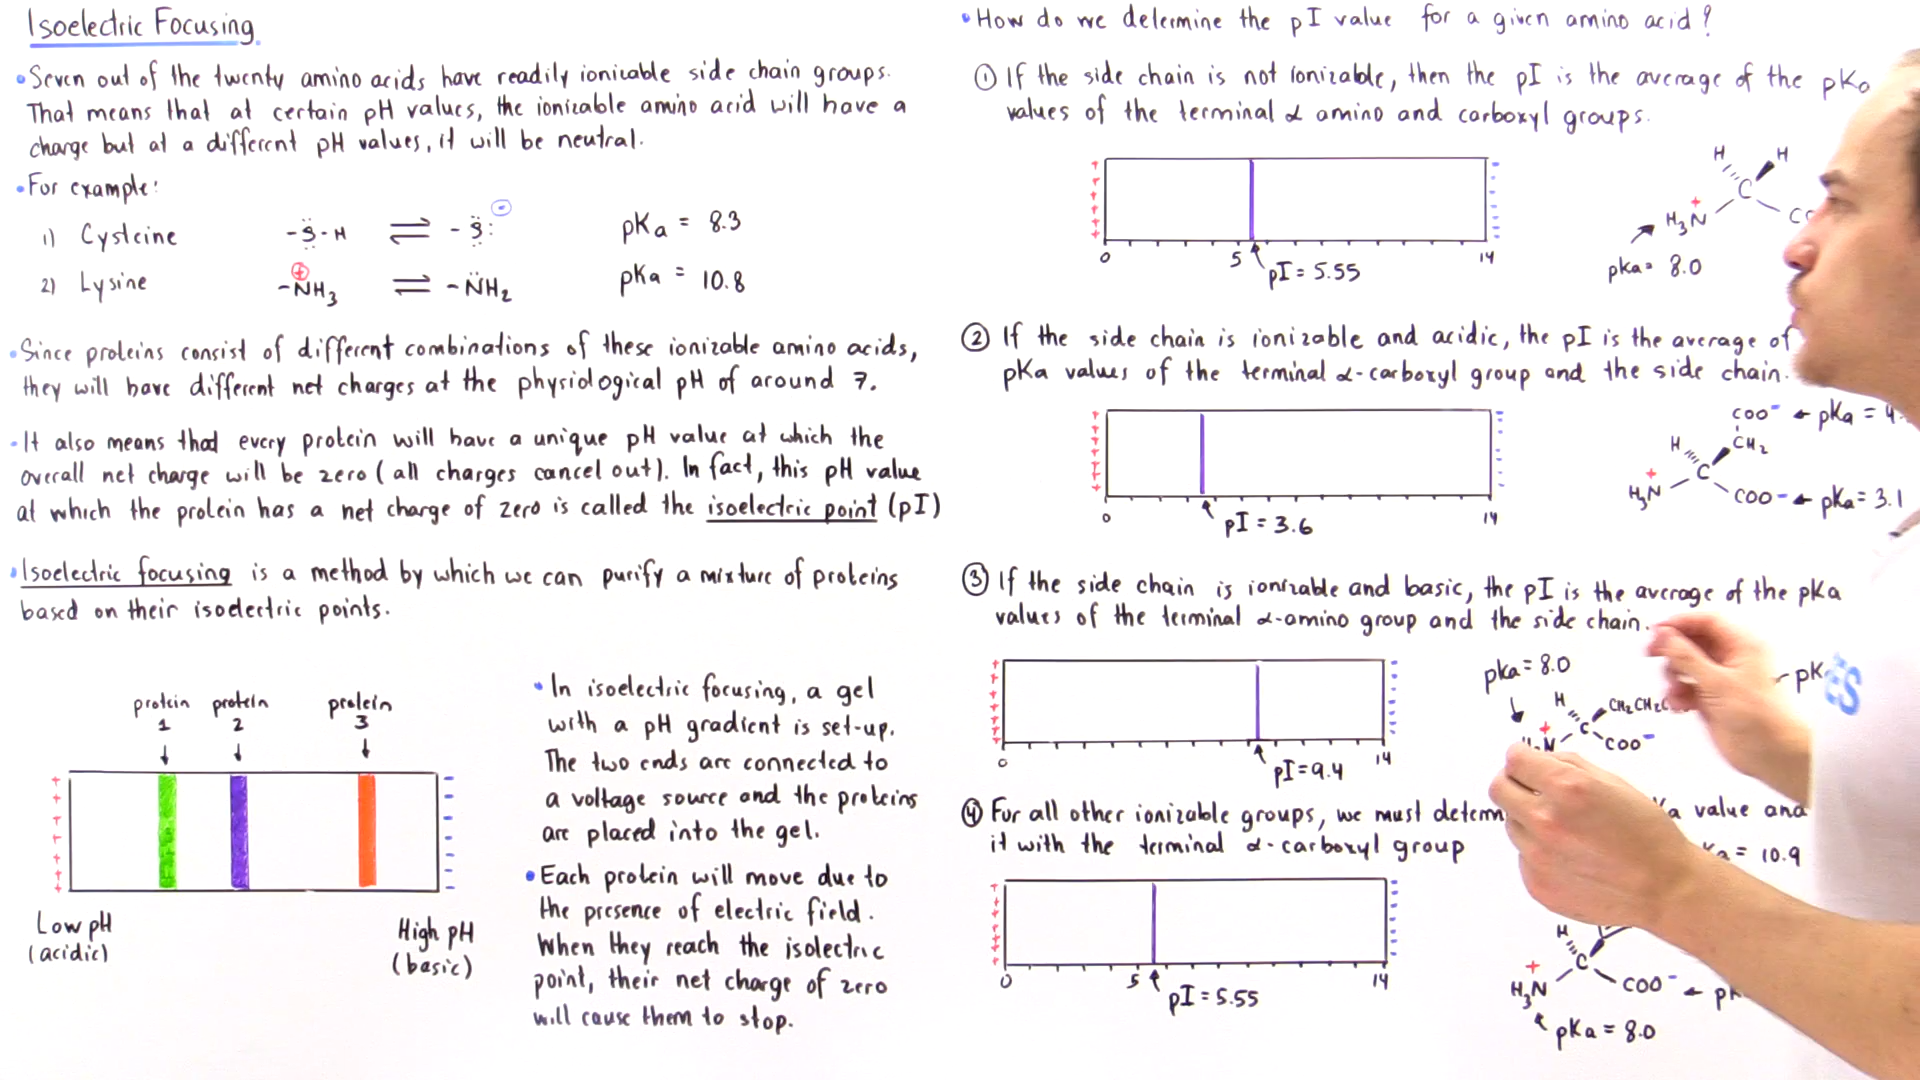 Isoelectric Focusing
• Seven out of the twenty amino acids have readily ionizable side chain groups.
That means that at certain pH values, the ionizable amino acid will have a
charge but at a different pH values, it will be neutral.
• For example:
1) Cysteine -S-H ⇌ -S: - pKa = 8.3
2) Lysine -NH3 + ⇌ -NH2 pKa = 10.8
• Since proteins consist of different combinations of these ionizable amino acids,
they will have different net charges at the physiological pH of around 7.
• It also means that every protein will have a unique pH value at which the
overall net charge will be zero (all charges cancel out). In fact, this pH value
at which the protein has a net charge of zero is called the isoelectric point (pI)
• Isoelectric focusing is a method by which we can purify a mixture of proteins
based on their isoelectric points.
protein 1 protein 2 protein 3
Low pH (acidic)
High pH (basic)
• In isoelectric focusing, a gel
with a pH gradient is set-up.
The two ends are connected to
a voltage source and the proteins
are placed into the gel.
• Each protein will move due to
the presence of electric field.
When they reach the isolectric
point, their net charge of zero
will cause them to stop.
• How do we determine the pI value for a given amino acid?
① If the side chain is not ionizable, then the pI is the average of the pKa
values of the terminal α amino and carboxyl groups.
0 5 14
pI = 5.55
H H
C
H3N +
pKa = 8.0
② If the side chain is ionizable and acidic, the pI is the average of
pKa values of the terminal α-carboxyl group and the side chain.
0 14
pI = 3.6
COO- ← pKa = 4.
H CH2
C
H3N + COO- ← pKa = 3.1
③ If the side chain is ionizable and basic, the pI is the average of the pKa
values of the terminal α-amino group and the side chain.
0 14
pI = 9.4
pKa = 8.0
pK
H CH2CH2C
C
+ N COO-
④ For all other ionizable groups, we must determ a value and
it with the terminal α-carboxyl group
a = 10.9
0 5 14
pI = 5.55
H
C
H3N + COO- ← pK
pKa = 8.0
ES